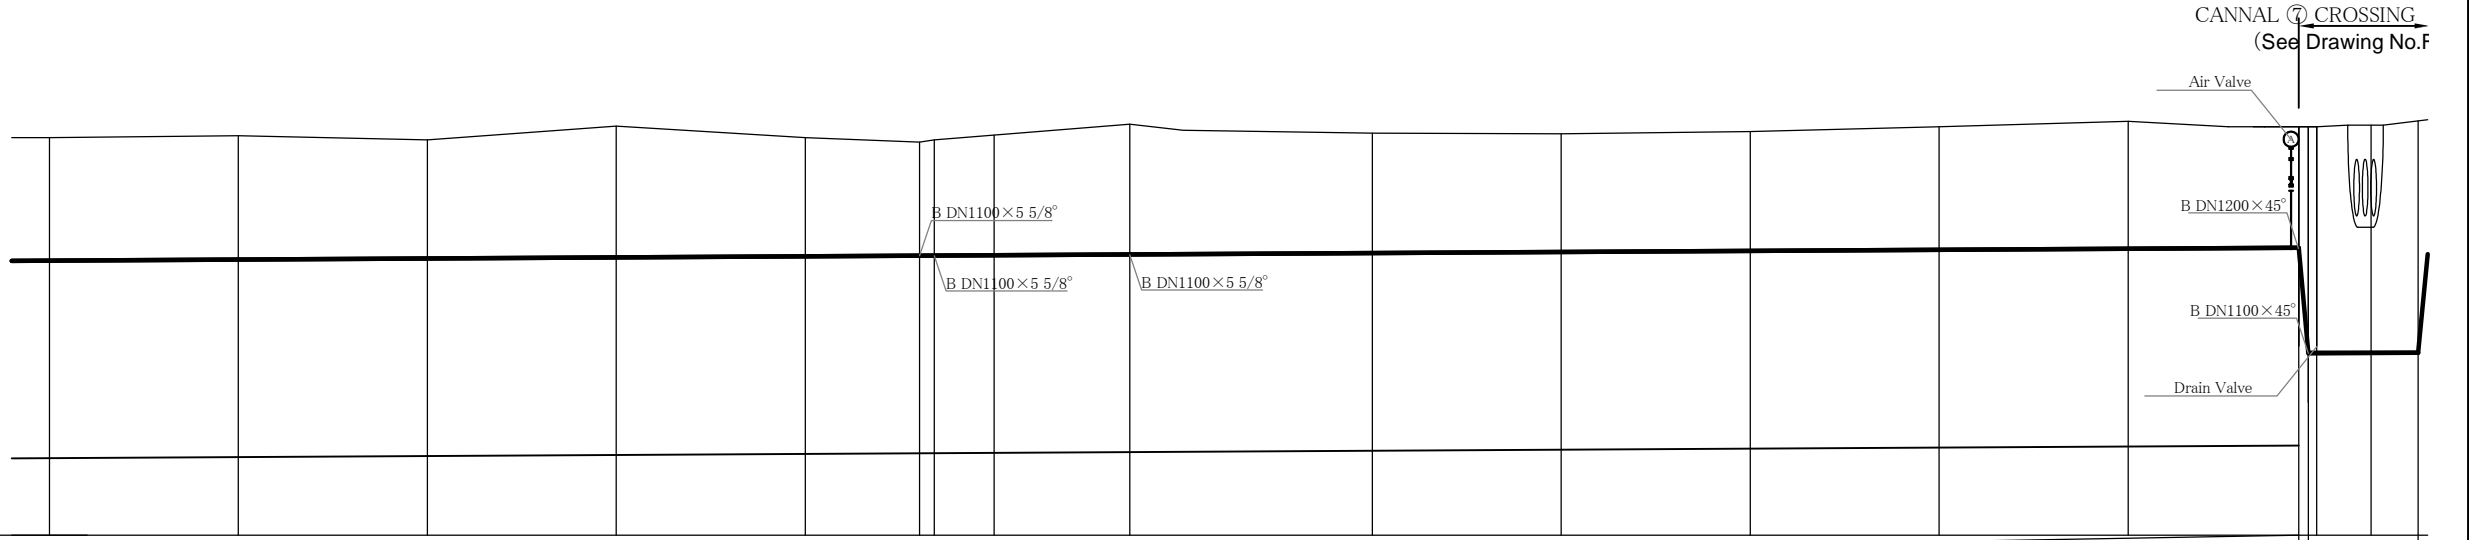 CANNAL ⑦ CROSSING
(See Drawing No.
Air Valve
A
B DN1100×5 5/8°
B DN1200×45°
B DN1100×5 5/8°
B DN1100×5 5/8°
B DN1100×45°
Drain Valve